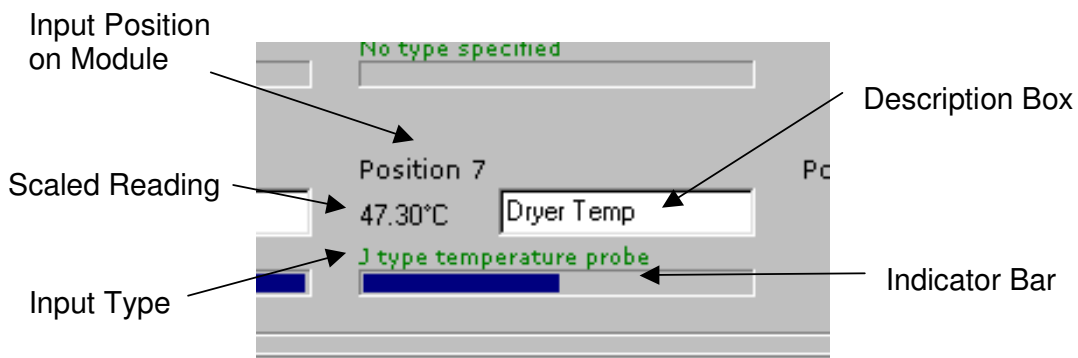 Input Position
on Module
No type specified
Description Box
Position 7
Po
Scaled Reading
47.30°C
Dryer Temp
J type temperature probe
Indicator Bar
Input Type